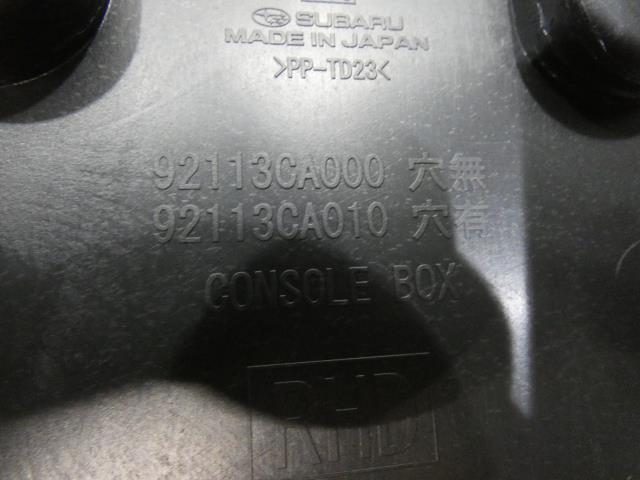 SUBARU
MADE IN JAPAN
>PP-TD23<
92113CA000 穴無
92113CA010 穴有
CONSOLE BOX
RHD